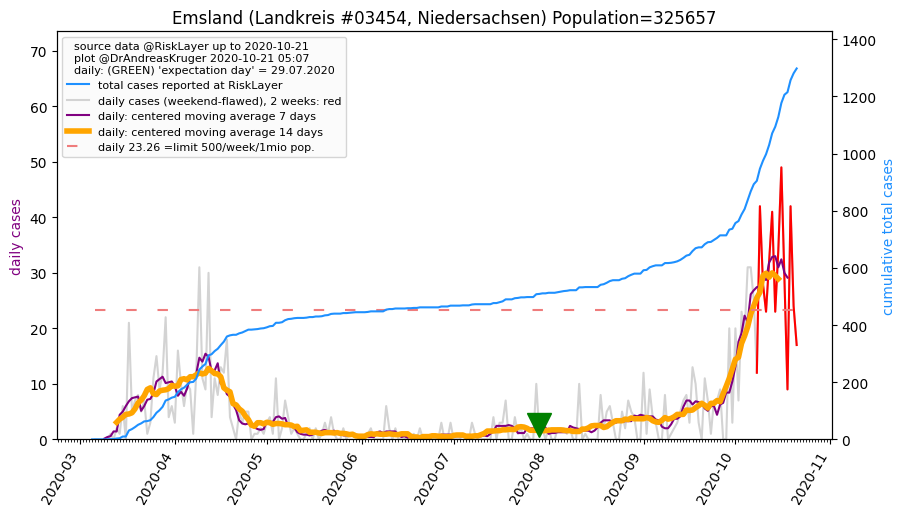 Emsland (Landkreis #03454, Niedersachsen) Population=325657
source data @RiskLayer up to 2020-10-21
plot @DrAndreasKruger 2020-10-21 05:07
daily: (GREEN) 'expectation day' = 29.07.2020
total cases reported at RiskLayer
daily cases (weekend-flawed), 2 weeks: red
daily: centered moving average 7 days
daily: centered moving average 14 days
daily 23.26 =limit 500/week/1mio pop.
daily cases
70
60
50
40
30
20
10
0
cumulative total cases
1400
1200
1000
800
600
400
200
0
2020-03
2020-04
2020-05
2020-06
2020-07
2020-08
2020-09
2020-10
2020-11